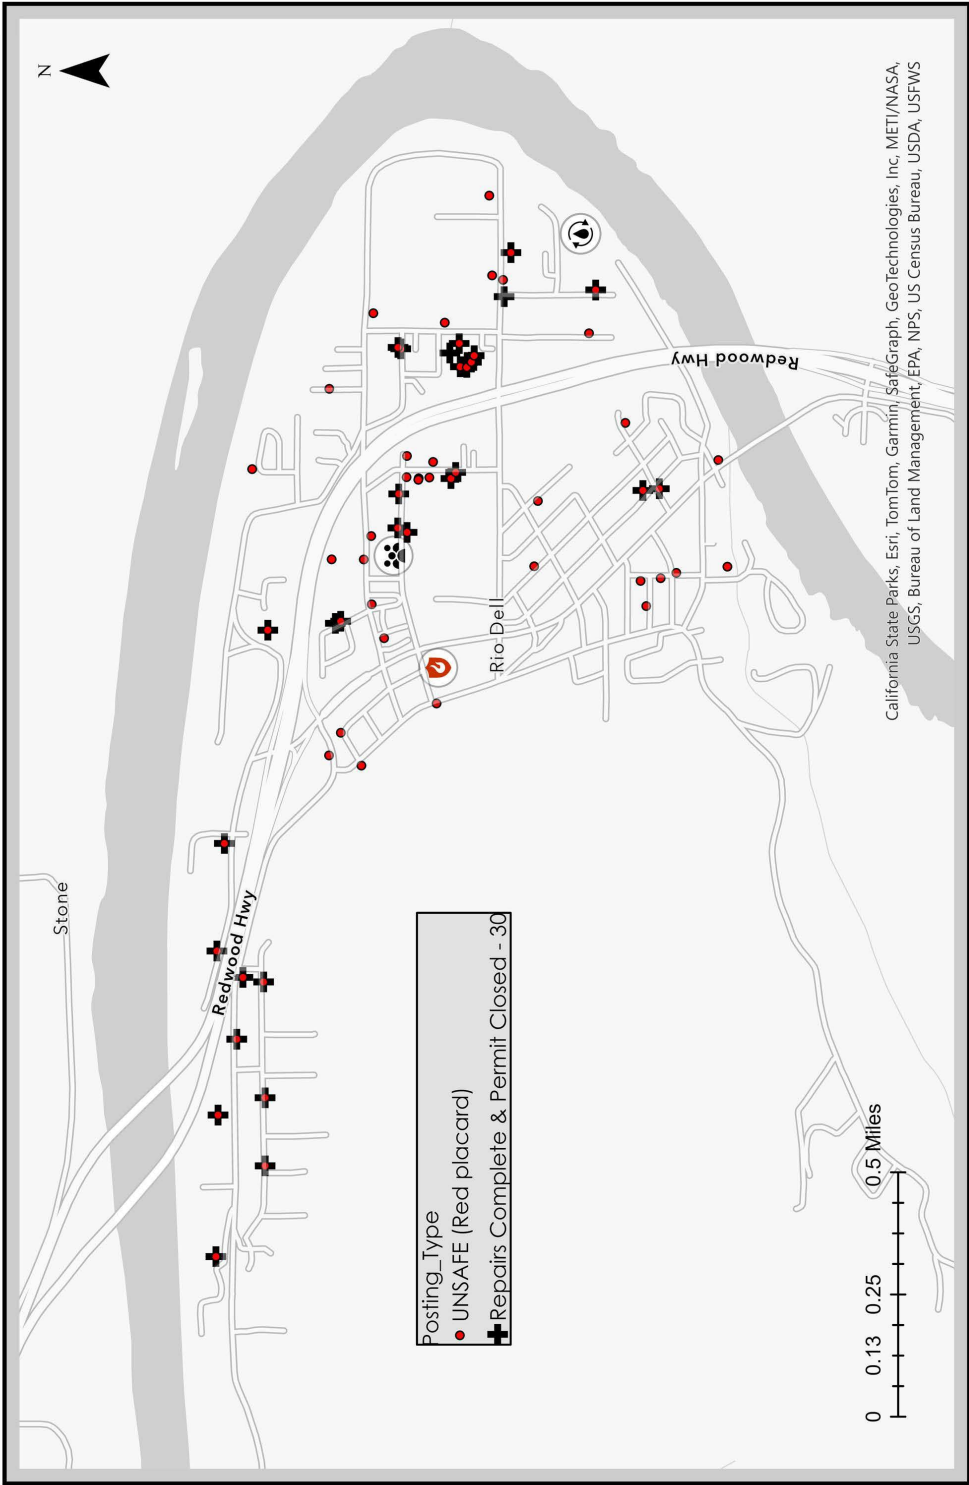 N
Stone
Redwood Hwy
Redwood Hwy
Rio Dell
Posting_Type
UNSAFE (Red placard)
Repairs Complete & Permit Closed - 30
0 0.13 0.25 0.5 Miles
California State Parks, Esri, TomTom, Garmin, SafeGraph, GeoTechnologies, Inc, METI/NASA,
USGS, Bureau of Land Management, EPA, NPS, US Census Bureau, USDA, USFWS